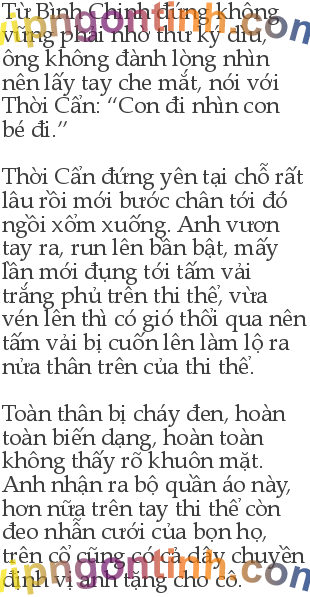 Từ Bình Chinh đứng không
vững phải nhờ thư ký dìu,
ông không đành lòng nhìn
nên lấy tay che mắt, nói với
Thời Cẩn: “Con đi nhìn con
bé đi.”

Thời Cẩn đứng yên tại chỗ rất
lâu rồi mới bước chân tới đó
ngồi xổm xuống. Anh vươn
tay ra, run lên bần bật, mấy
lần mới đụng tới tấm vải
trắng phủ trên thi thể, vừa
vén lên thì có gió thổi qua nên
tấm vải bị cuốn lên làm lộ ra
nửa thân trên của thi thể.

Toàn thân bị cháy đen, hoàn
toàn biến dạng, hoàn toàn
không thấy rõ khuôn mặt.
Anh nhận ra bộ quần áo này,
hơn nữa trên tay thi thể còn
đeo nhẫn cưới của bọn họ,
trên cổ cũng có cả dây chuyền
định vị anh tặng cho cô.
vipngontinh.com
vipngontinh.com